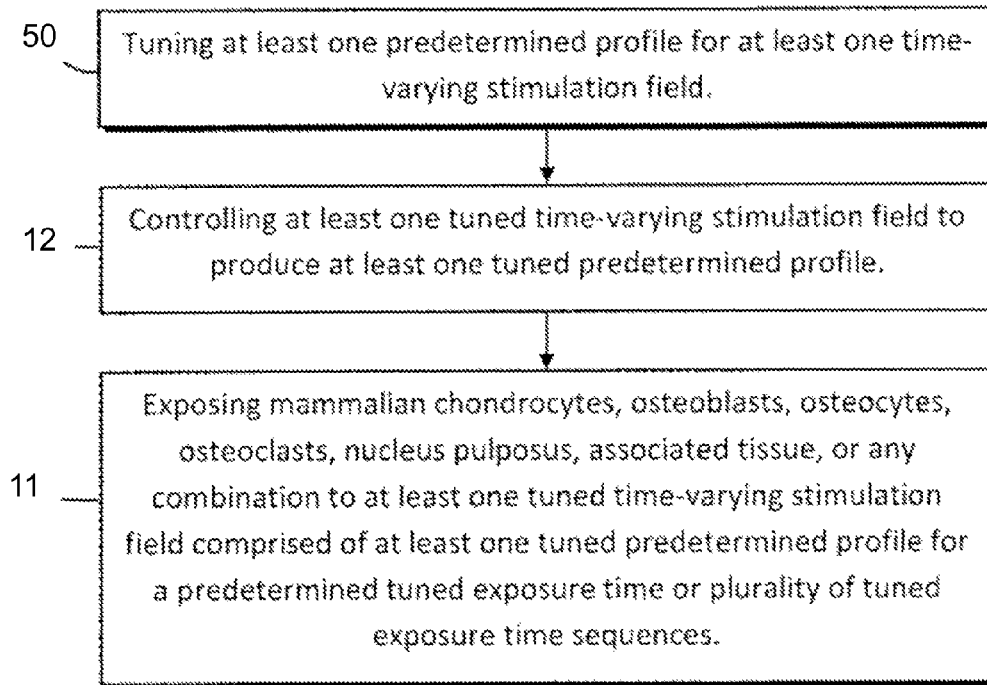 50
Tuning at least one predetermined profile for at least one time-
varying stimulation field.
12
Controlling at least one tuned time-varying stimulation field to
produce at least one tuned predetermined profile.
11
Exposing mammalian chondrocytes, osteoblasts, osteocytes,
osteoclasts, nucleus pulposus, associated tissue, or any
combination to at least one tuned time-varying stimulation
field comprised of at least one tuned predetermined profile for
a predetermined tuned exposure time or plurality of tuned
exposure time sequences.